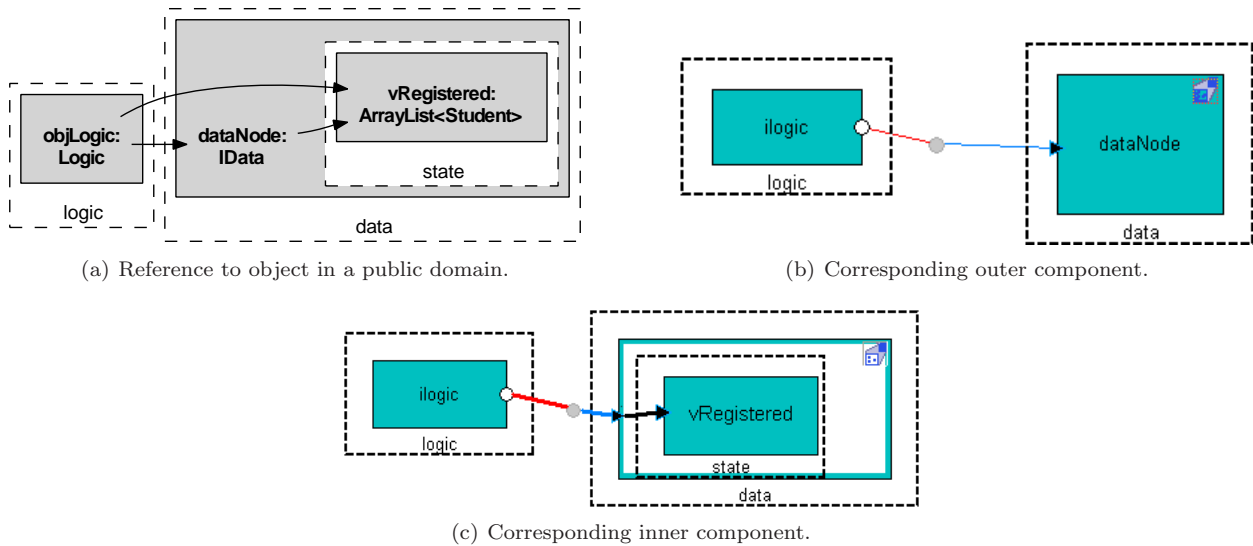 objLogic:
Logic
logic
dataNode:
IData
vRegistered:
ArrayList<Student>
state
data
(a) Reference to object in a public domain.
ilogic
logic
dataNode
data
(b) Corresponding outer component.
ilogic
logic
vRegistered
state
data
(c) Corresponding inner component.